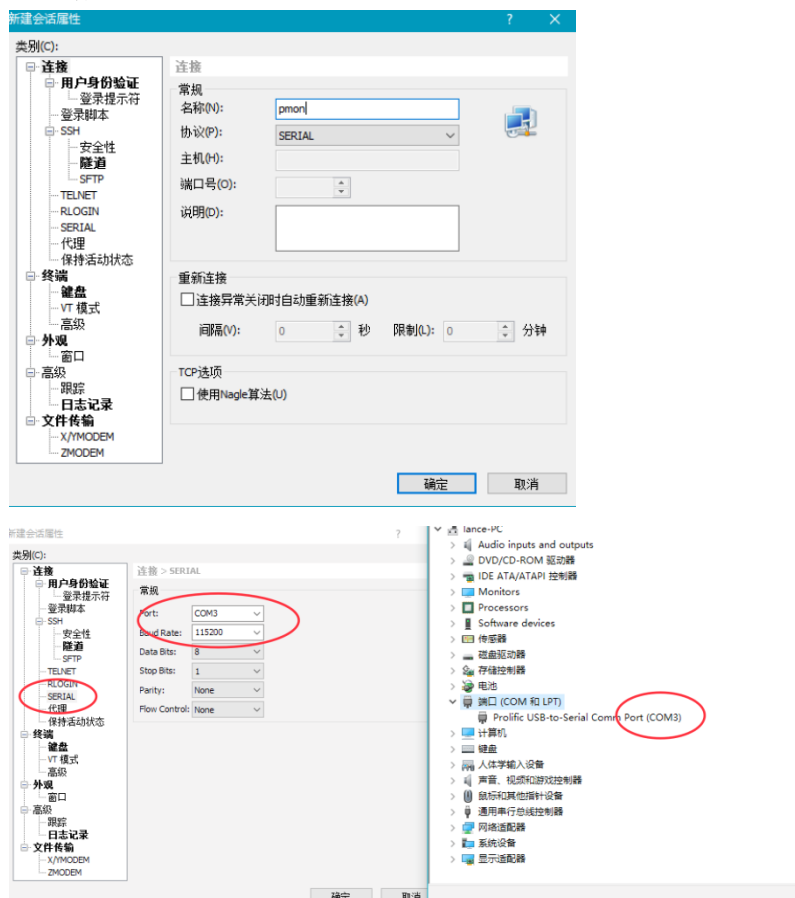 新建会话属性
?
类别(C):
连接
用户身份验证
登录提示符
登录脚本
SSH
安全性
隧道
SFTP
TELNET
RLOGIN
SERIAL
代理
保持活动状态
终端
键盘
VT 模式
高级
外观
窗口
高级
跟踪
日志记录
文件传输
X/YMODEM
ZMODEM
连接
常规
名称(N): pmon
协议(P): SERIAL
主机(H):
端口号(O):
说明(D):
重新连接
连接异常关闭时自动重新连接(A)
间隔(V): 0 秒 限制(L): 0 分钟
TCP选项
使用Nagle算法(U)
确定 取消
新建会话属性 ?
类别(C):
连接
用户身份验证
登录提示符
登录脚本
SSH
安全性
隧道
SFTP
TELNET
RLOGIN
SERIAL
代理
保持活动状态
终端
键盘
VT 模式
高级
外观
窗口
高级
跟踪
日志记录
文件传输
X/YMODEM
ZMODEM
连接 > SERIAL
常规
Port: COM3
Baud Rate: 115200
Data Bits: 8
Stop Bits: 1
Parity: None
Flow Control: None
确定 取消
lance-PC
Audio inputs and outputs
DVD/CD-ROM 驱动器
IDE ATA/ATAPI 控制器
Monitors
Processors
Software devices
传感器
磁盘驱动器
存储控制器
电池
端口 (COM 和 LPT)
Prolific USB-to-Serial Comm Port (COM3)
计算机
键盘
人体学输入设备
声音、视频和游戏控制器
鼠标和其他指针设备
通用串行总线控制器
网络适配器
系统设备
显示适配器